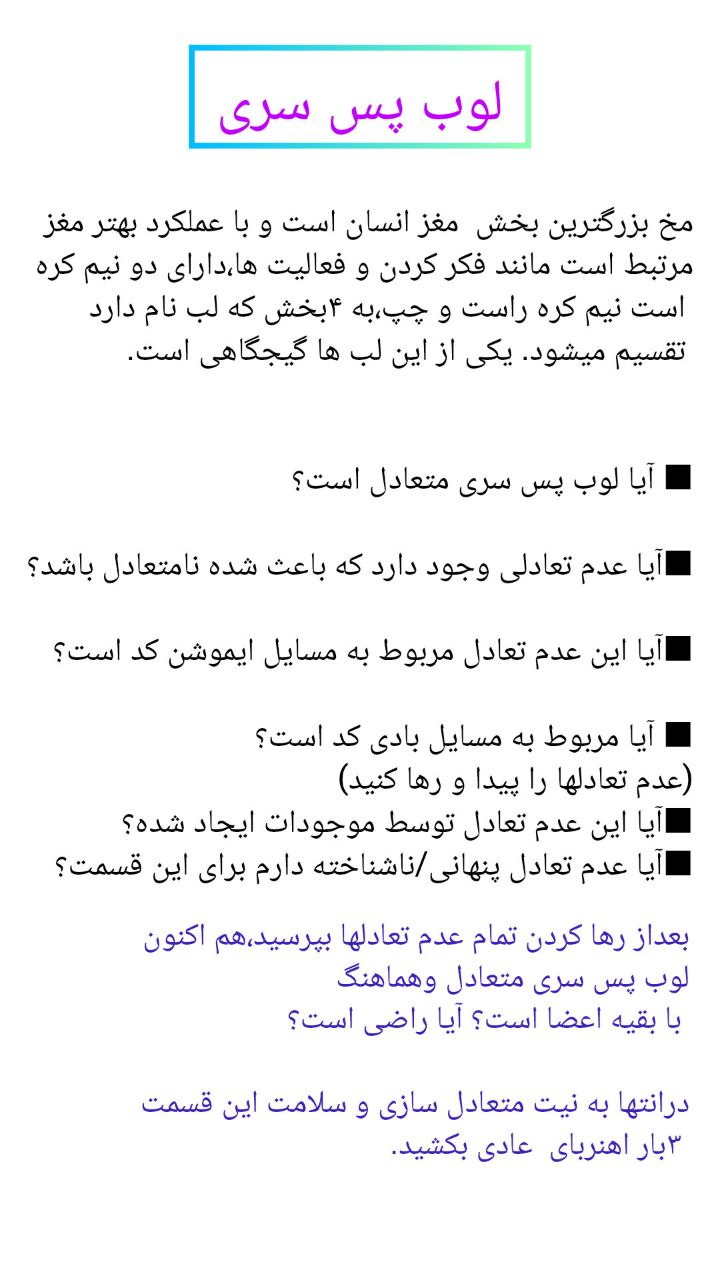 لوب پس سری
مخ بزرگترین بخش مغز انسان است و با عملکرد بهتر مغز
مرتبط است مانند فکر کردن و فعالیت ها،دارای دو نیم کره
است نیم کره راست و چپ،به ۴بخش که لب نام دارد
تقسیم میشود. یکی از این لب ها گیجگاهی است.
■ آیا لوب پس سری متعادل است؟
■آیا عدم تعادلی وجود دارد که باعث شده نامتعادل باشد؟
■آیا این عدم تعادل مربوط به مسایل ایموشن کد است؟
■ آیا مربوط به مسایل بادی کد است؟
(عدم تعادلها را پیدا و رها کنید)
■آیا این عدم تعادل توسط موجودات ایجاد شده؟
■آیا عدم تعادل پنهانی/ناشناخته دارم برای این قسمت؟
بعداز رها کردن تمام عدم تعادلها بپرسید،هم اکنون
لوب پس سری متعادل وهماهنگ
با بقیه اعضا است؟ آیا راضی است؟
درانتها به نیت متعادل سازی و سلامت این قسمت
۳بار اهنربای عادی بکشید.